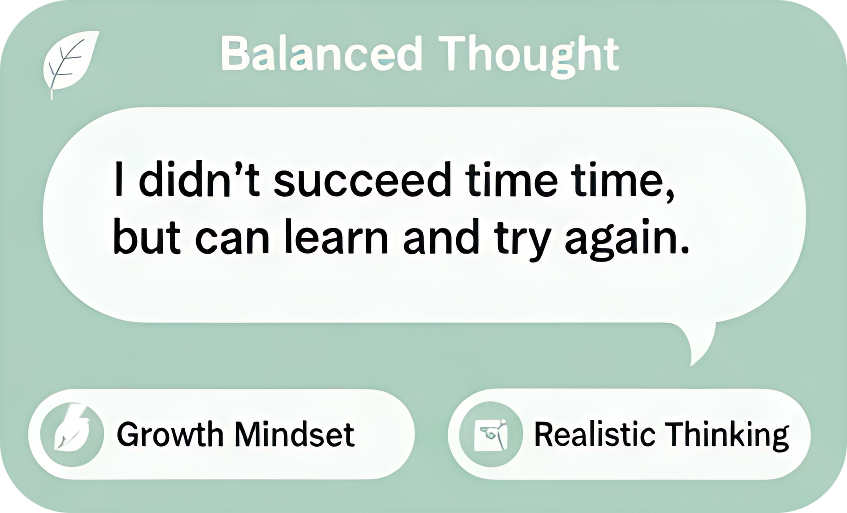 Balanced Thought
I didn’t succeed time time,
but can learn and try again.
Growth Mindset
Realistic Thinking